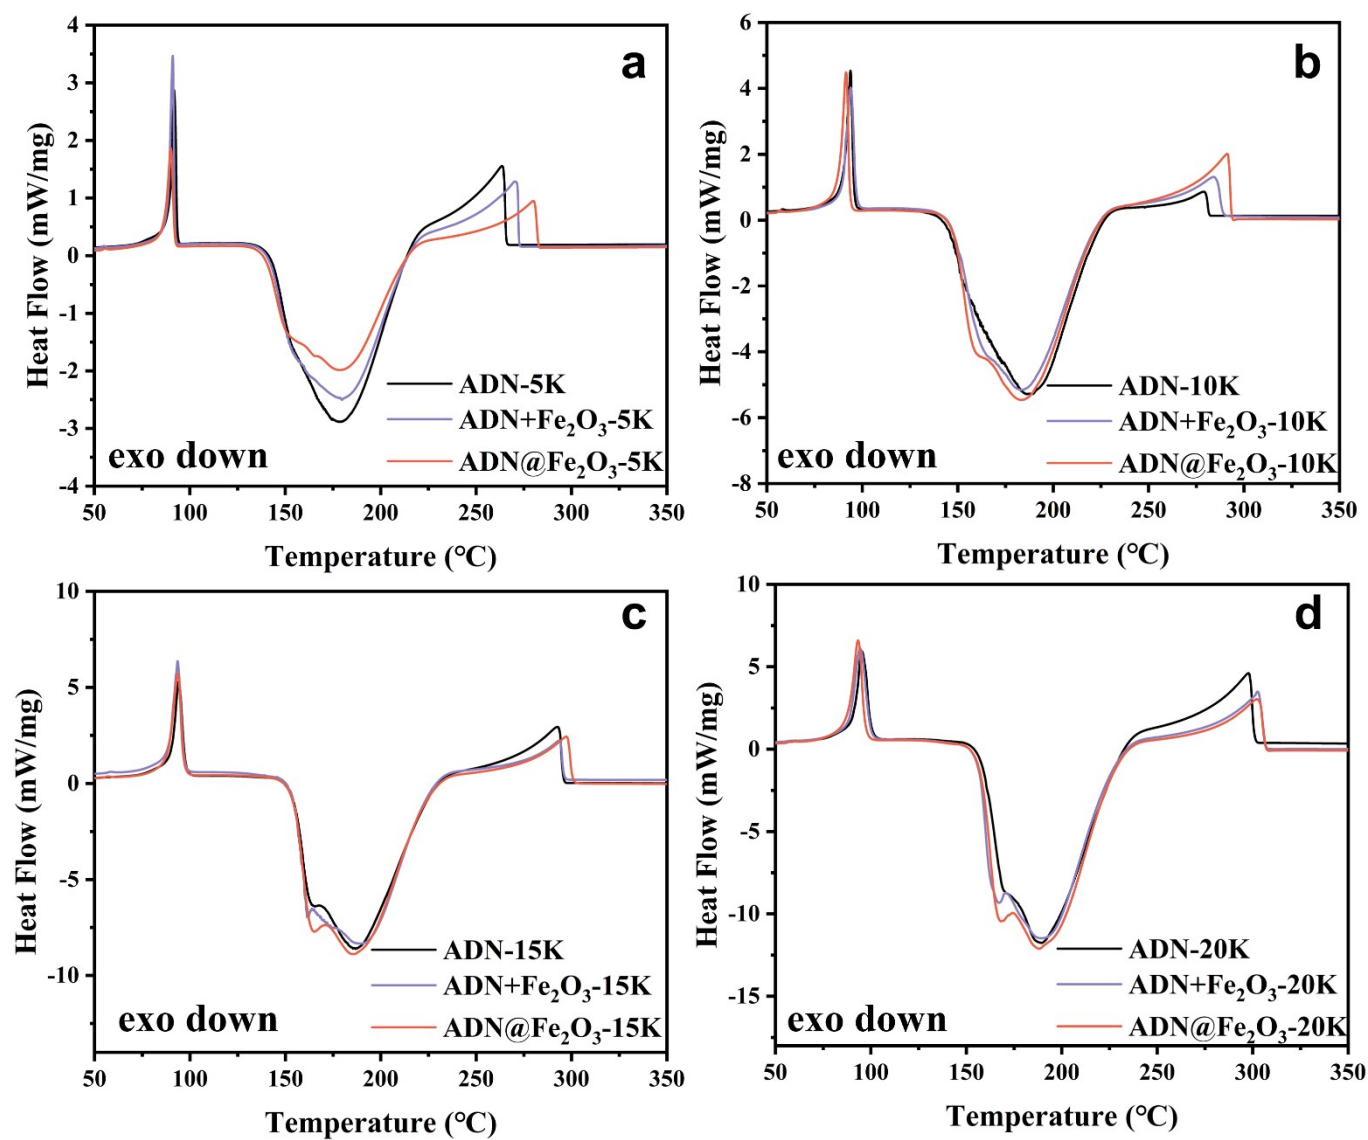 a
Heat Flow (mW/mg)
4
3
2
1
0
-1
-2
-3
-4
ADN-5K
ADN+Fe₂O₃-5K
ADN@Fe₂O₃-5K
exo down
50 100 150 200 250 300 350
Temperature (℃)
b
Heat Flow (mW/mg)
6
4
2
0
-2
-4
-6
-8
ADN-10K
ADN+Fe₂O₃-10K
ADN@Fe₂O₃-10K
exo down
50 100 150 200 250 300 350
Temperature (℃)
c
Heat Flow (mW/mg)
10
5
0
-5
-10
ADN-15K
ADN+Fe₂O₃-15K
ADN@Fe₂O₃-15K
exo down
50 100 150 200 250 300 350
Temperature (℃)
d
Heat Flow (mW/mg)
10
5
0
-5
-10
-15
ADN-20K
ADN+Fe₂O₃-20K
ADN@Fe₂O₃-20K
exo down
50 100 150 200 250 300 350
Temperature (℃)